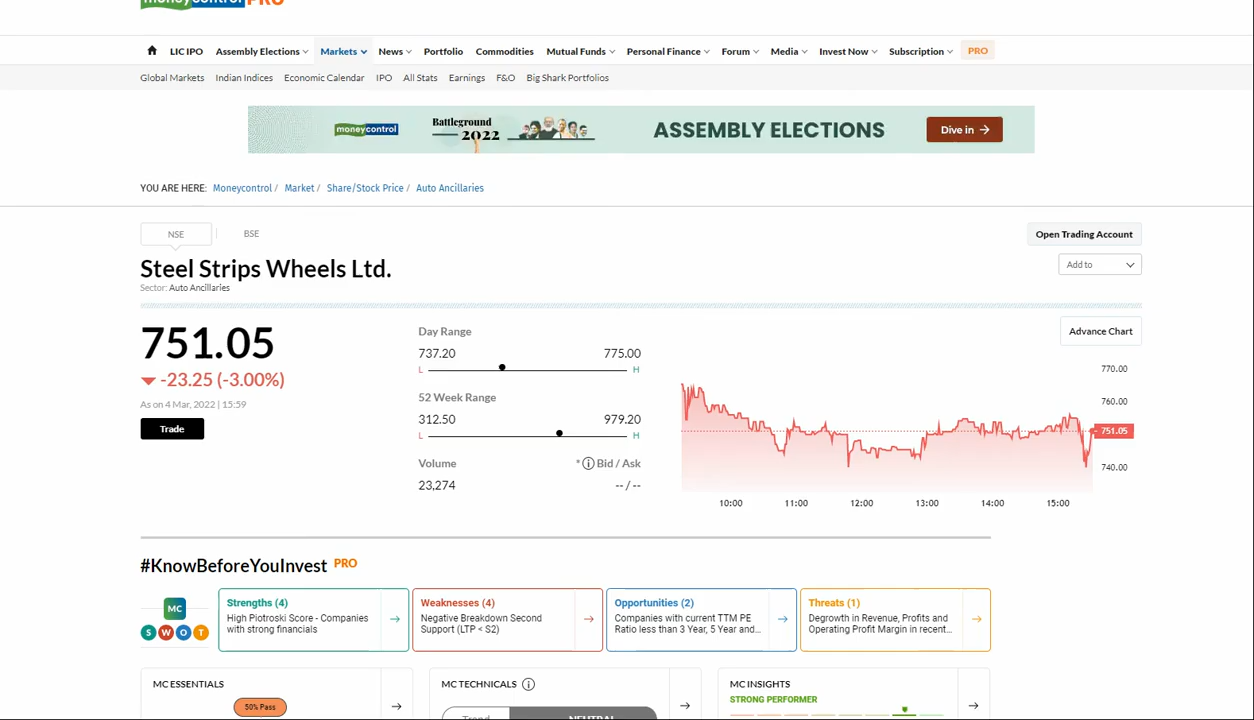 moneycontrol PRO
LIC IPO Assembly Elections Markets News Portfolio Commodities Mutual Funds Personal Finance Forum Media Invest Now Subscription PRO
Global Markets Indian Indices Economic Calendar IPO All Stats Earnings F&O Big Shark Portfolios
moneycontrol
Battleground
2022
ASSEMBLY ELECTIONS
Dive in →
YOU ARE HERE: Moneycontrol / Market / Share/Stock Price / Auto Ancillaries
NSE | BSE
Open Trading Account
Steel Strips Wheels Ltd.
Add to
Sector: Auto Ancillaries
751.05
-23.25 (-3.00%)
As on 4 Mar, 2022 | 15:59
Trade
Day Range
737.20 775.00
L H
52 Week Range
312.50 979.20
L H
Volume * i Bid / Ask
23,274 -- / --
Advance Chart
770.00
760.00
751.05
740.00
10:00 11:00 12:00 13:00 14:00 15:00
#KnowBeforeYouInvest PRO
MC
S W O T
Strengths (4)
High Piotroski Score - Companies
with strong financials
Weaknesses (4)
Negative Breakdown Second
Support (LTP < S2)
Opportunities (2)
Companies with current TTM PE
Ratio less than 3 Year, 5 Year and...
Threats (1)
Degrowth in Revenue, Profits and
Operating Profit Margin in recent...
MC ESSENTIALS
50% Pass
MC TECHNICALS i
Trend NEUTRAL
MC INSIGHTS
STRONG PERFORMER